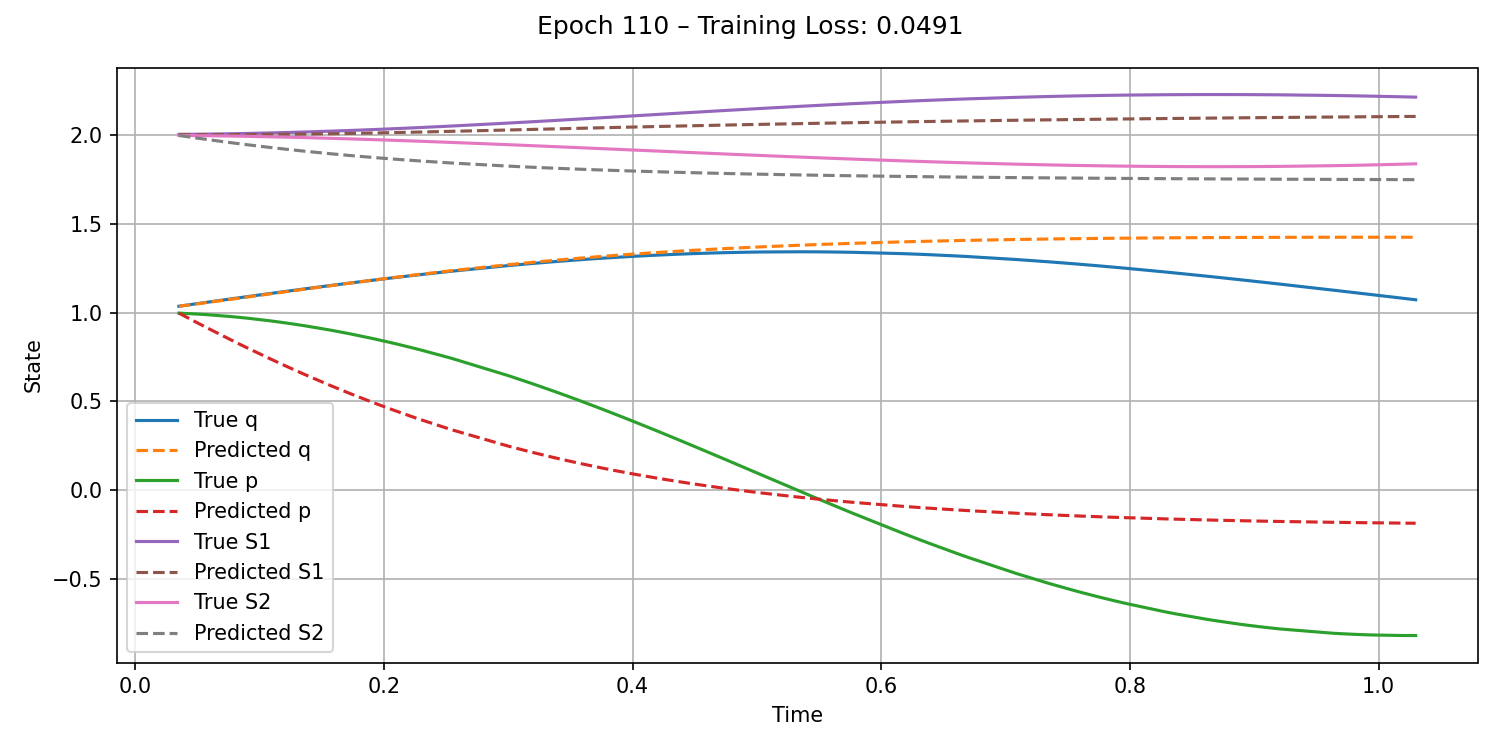 Epoch 110 – Training Loss: 0.0491
2.0
1.5
1.0
0.5
0.0
−0.5
State
True q
Predicted q
True p
Predicted p
True S1
Predicted S1
True S2
Predicted S2
0.0 0.2 0.4 0.6 0.8 1.0
Time